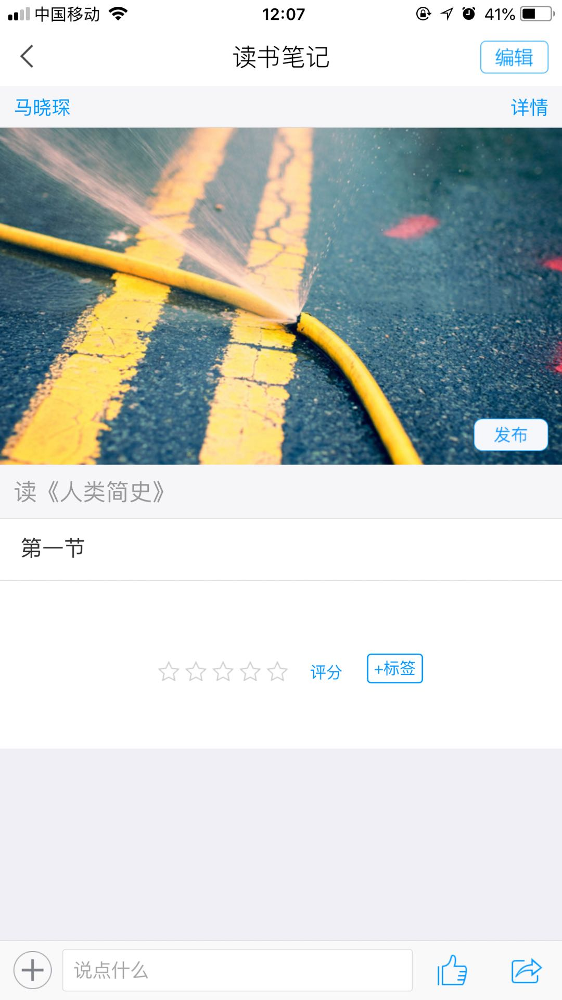 中国移动 12:07 41%
读书笔记 编辑
马晓琛 详情
发布
读《人类简史》
第一节
评分 +标签
说点什么